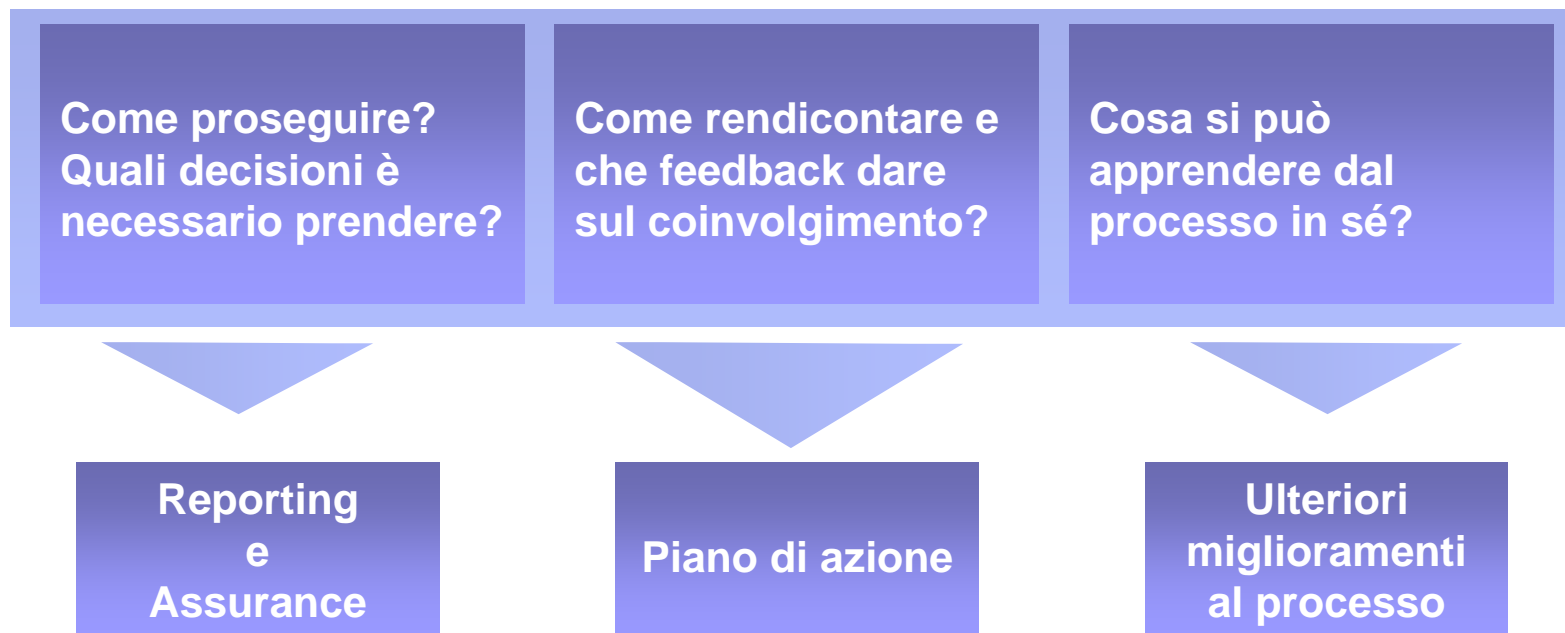 Come proseguire?
Quali decisioni è
necessario prendere?
Come rendicontare e
che feedback dare
sul coinvolgimento?
Cosa si può
apprendere dal
processo in sé?
Reporting
e
Assurance
Piano di azione
Ulteriori
miglioramenti
al processo